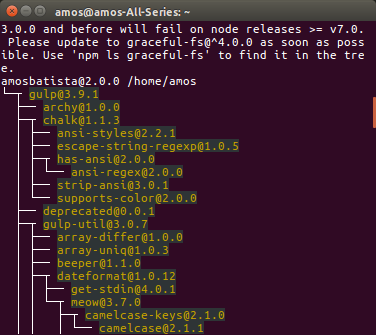 amos@amos-All-Series: ~
3.0.0 and before will fail on node releases >= v7.0.
 Please update to graceful-fs@^4.0.0 as soon as poss
ible. Use 'npm ls graceful-fs' to find it in the tre
e.
amosbatista@2.0.0 /home/amos
└─┬ gulp@3.9.1
  ├── archy@1.0.0
  ├─┬ chalk@1.1.3
  │ ├── ansi-styles@2.2.1
  │ ├── escape-string-regexp@1.0.5
  │ ├─┬ has-ansi@2.0.0
  │ │ └── ansi-regex@2.0.0
  │ ├── strip-ansi@3.0.1
  │ └── supports-color@2.0.0
  ├── deprecated@0.0.1
  ├─┬ gulp-util@3.0.7
  │ ├── array-differ@1.0.0
  │ ├── array-uniq@1.0.3
  │ ├── beeper@1.1.0
  │ ├─┬ dateformat@1.0.12
  │ │ ├── get-stdin@4.0.1
  │ │ └─┬ meow@3.7.0
  │ │   ├─┬ camelcase-keys@2.1.0
  │ │   │ └── camelcase@2.1.1